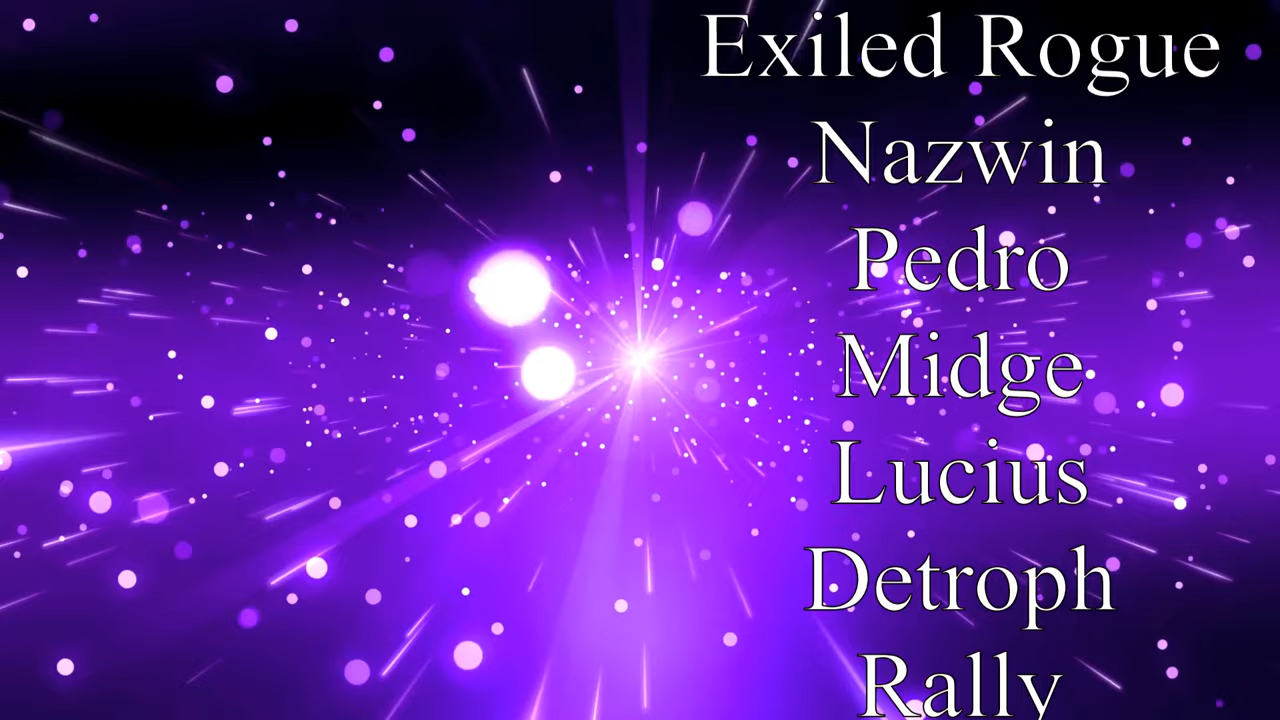 Exiled Rogue
Nazwin
Pedro
Midge
Lucius
Detroph
Rally